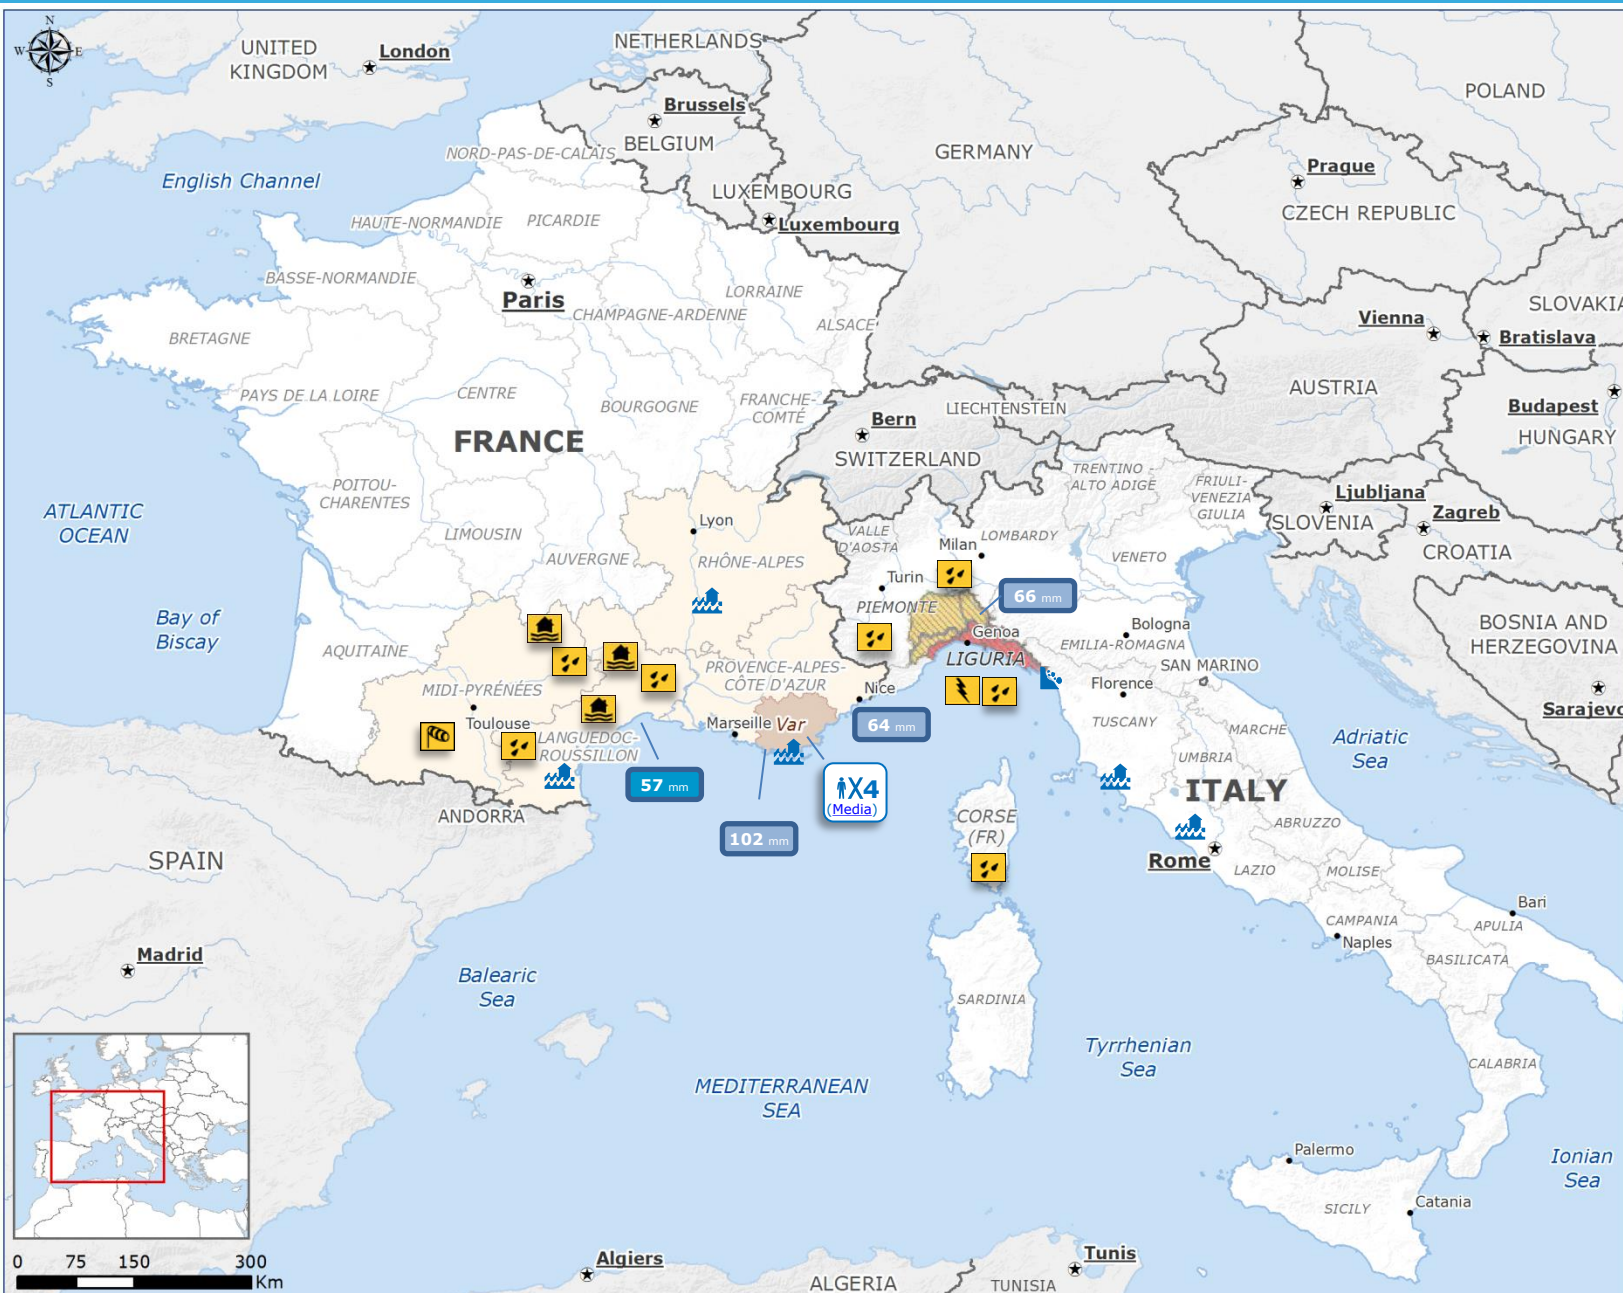 N
W
E
S
UNITED
KINGDOM
London
NETHERLANDS
POLAND
Brussels
BELGIUM
GERMANY
NORD-PAS-DE-CALAIS
English Channel
Prague
LUXEMBOURG
Luxembourg
CZECH REPUBLIC
HAUTE-NORMANDIE
PICARDIE
BASSE-NORMANDIE
Paris
LORRAINE
CHAMPAGNE-ARDENNE
ALSACE
SLOVAKIA
Vienna
Bratislava
BRETAGNE
PAYS DE LA LOIRE
CENTRE
BOURGOGNE
FRANCHE-
COMTÉ
AUSTRIA
LIECHTENSTEIN
Bern
Budapest
HUNGARY
FRANCE
SWITZERLAND
TRENTINO -
ALTO ADIGE
FRIULI-
VENEZIA
GIULIA
POITOU-
CHARENTES
Ljubljana
SLOVENIA
Zagreb
CROATIA
ATLANTIC
OCEAN
Lyon
LIMOUSIN
AUVERGNE
RHÔNE-ALPES
VALLE
D'AOSTA
Milan
LOMBARDY
VENETO
Turin
PIEMONTE
66 mm
Bay of
Biscay
Genoa
LIGURIA
Bologna
EMILIA-ROMAGNA
BOSNIA AND
HERZEGOVINA
AQUITAINE
SAN MARINO
MIDI-PYRÉNÉES
PROVENCE-ALPES-
CÔTE D'AZUR
Nice
Florence
Sarajevo
Toulouse
LANGUEDOC-
ROUSSILLON
Marseille
Var
64 mm
TUSCANY
MARCHE
UMBRIA
Adriatic
Sea
57 mm
X4
(Media)
ITALY
ANDORRA
102 mm
CORSE
(FR)
ABRUZZO
SPAIN
Rome
LAZIO
MOLISE
Bari
APULIA
CAMPANIA
Naples
BASILICATA
Madrid
Balearic
Sea
SARDINIA
Tyrrhenian
Sea
CALABRIA
MEDITERRANEAN
SEA
Palermo
Ionian
Sea
SICILY
Catania
0 75 150 300
Km
Algiers
ALGERIA
Tunis
TUNISIA